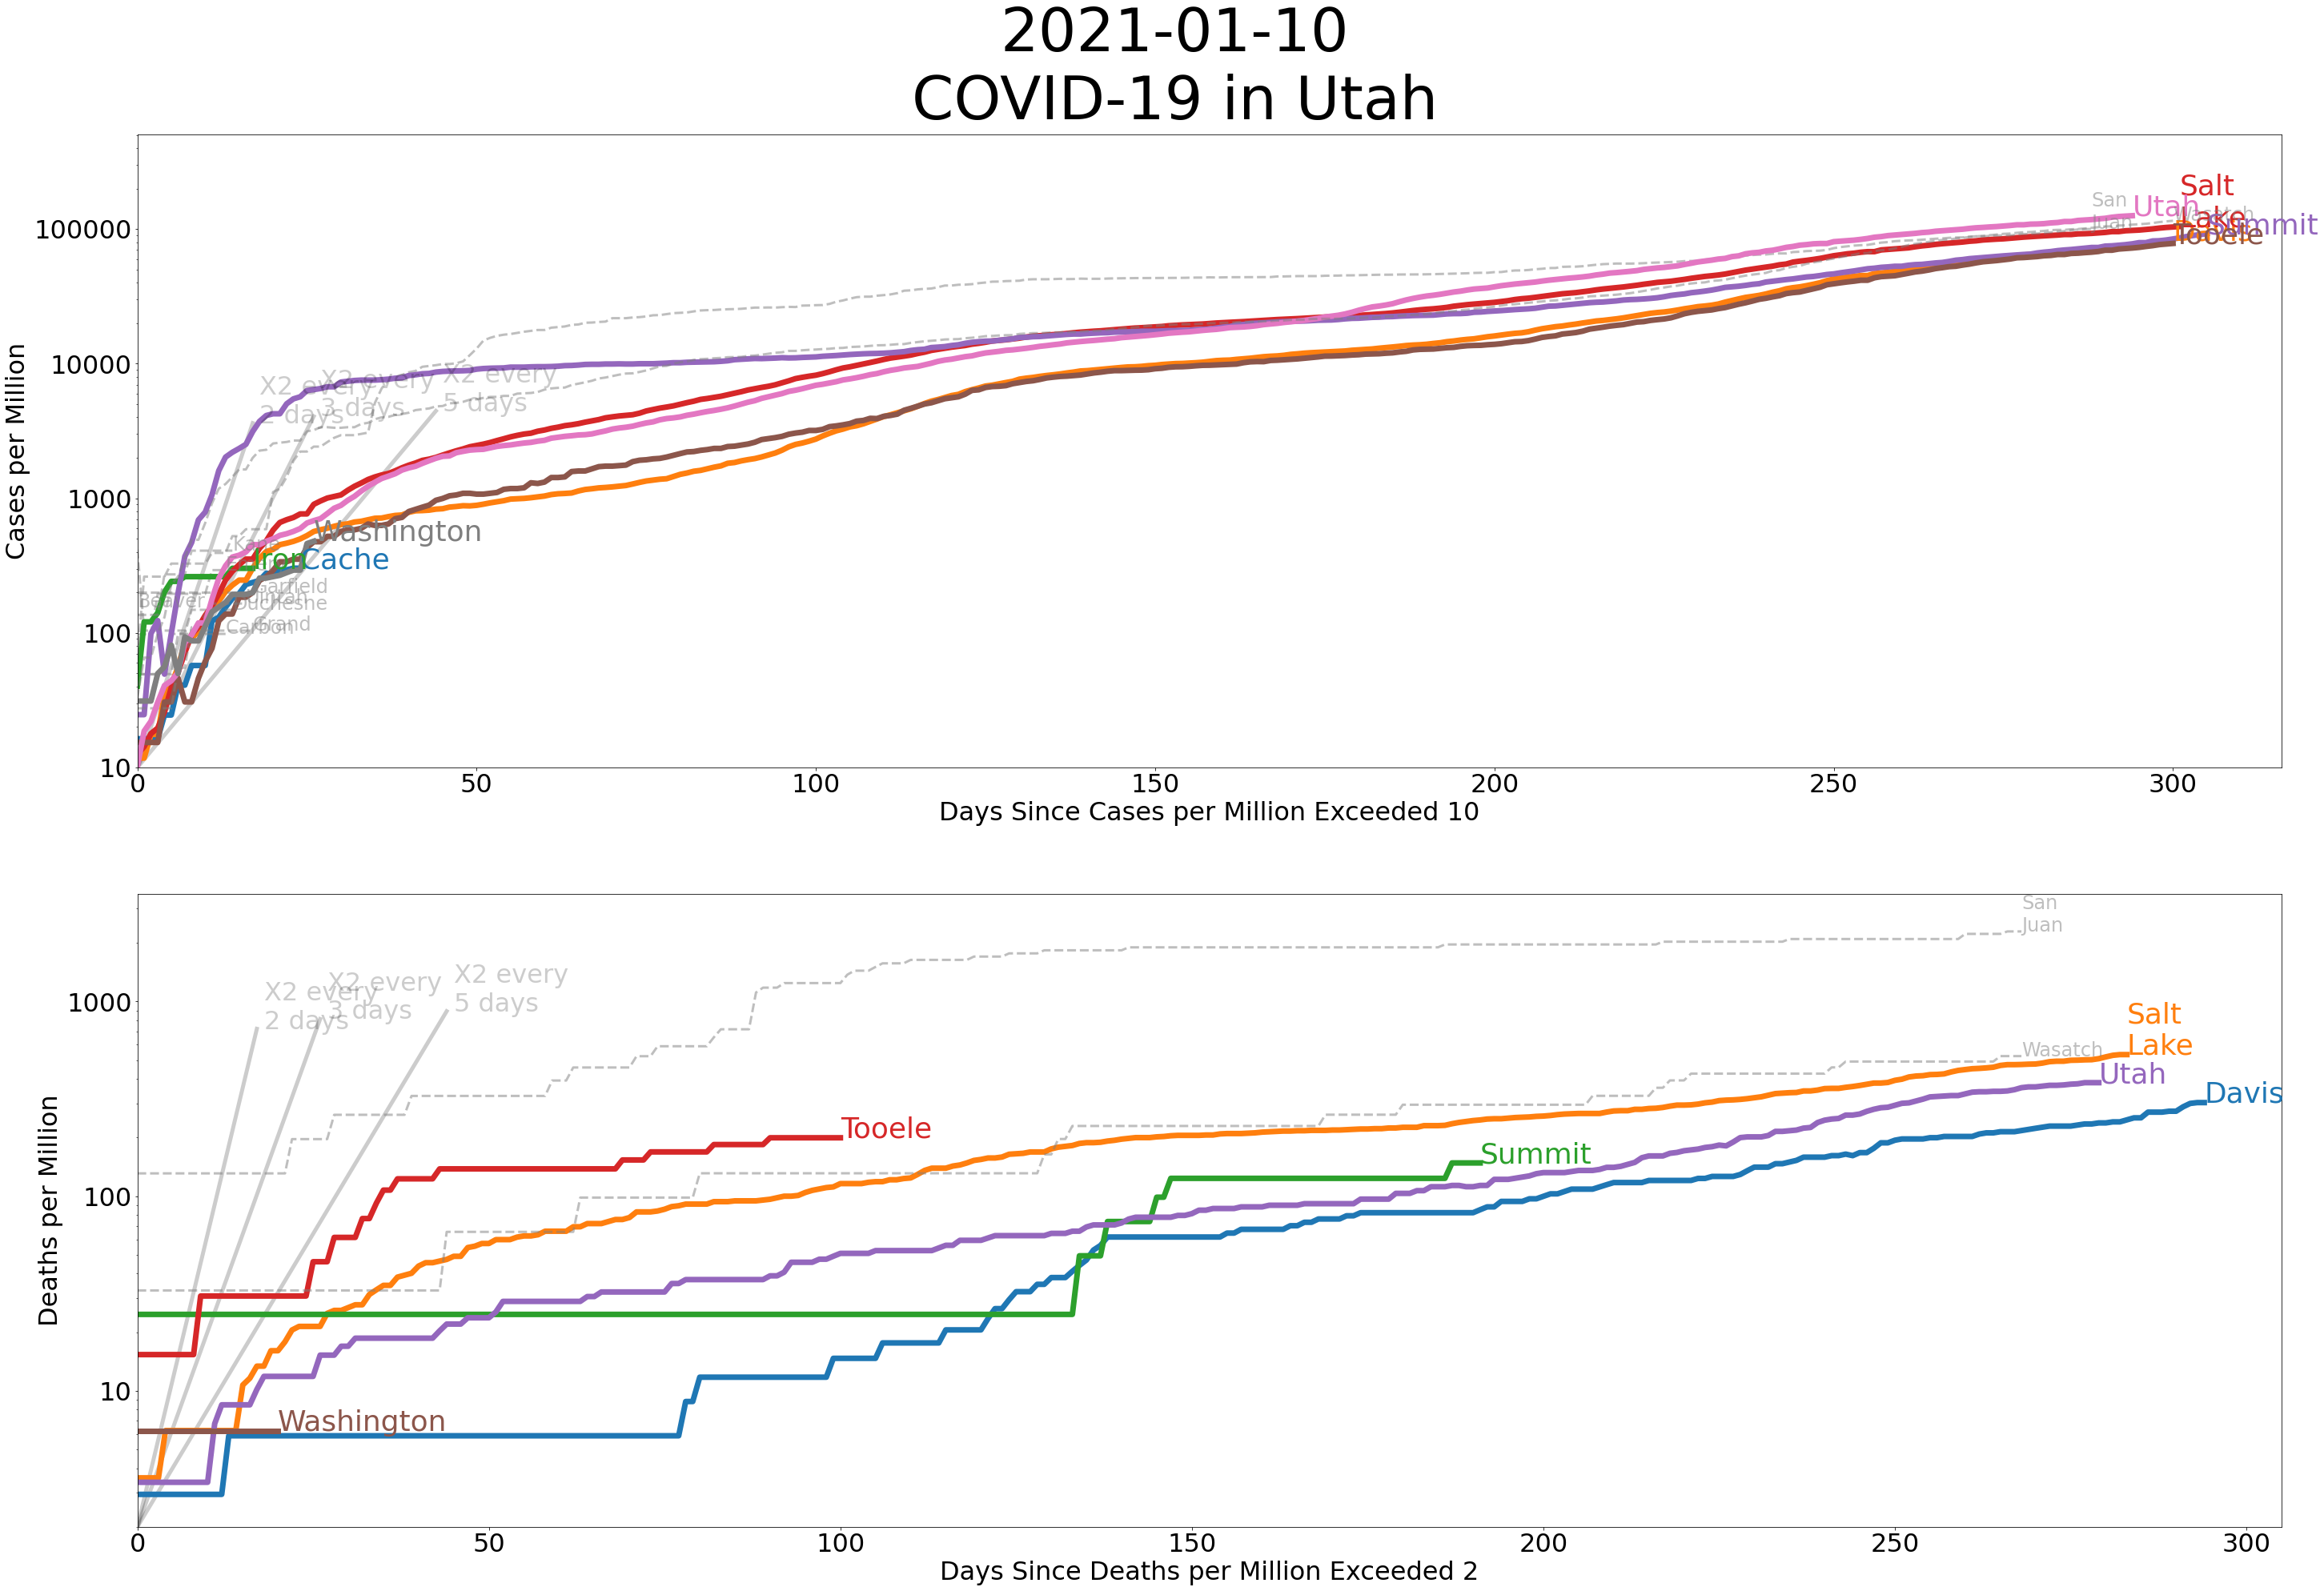 2021-01-10
COVID-19 in Utah
Cases per Million
100000
10000
1000
100
10
San
Juan
Utah
Wasatch
Salt
Lake
Summit
Tooele
X2 every
2 days
X2 every
3 days
X2 every
5 days
Washington
Iron
Cache
Garfield
Beaver
Uintah
Duchesne
Carbon
Grand
0
50
100
150
200
250
300
Days Since Cases per Million Exceeded 10
Deaths per Million
1000
100
10
San
Juan
X2 every
2 days
X2 every
3 days
X2 every
5 days
Salt
Lake
Wasatch
Utah
Davis
Tooele
Summit
Washington
0
50
100
150
200
250
300
Days Since Deaths per Million Exceeded 2